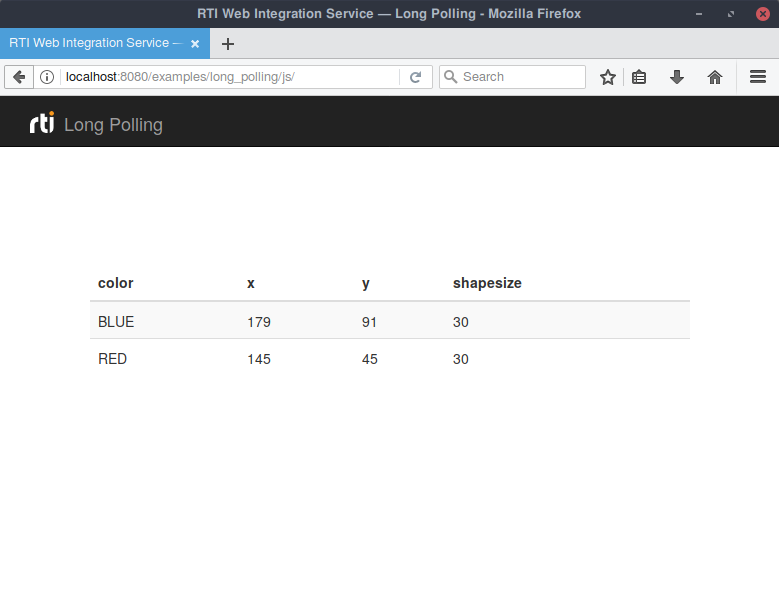 RTI Web Integration Service — Long Polling - Mozilla Firefox
RTI Web Integration Service —
localhost:8080/examples/long_polling/js/
Search
rti Long Polling
color x y shapesize
BLUE 179 91 30
RED 145 45 30